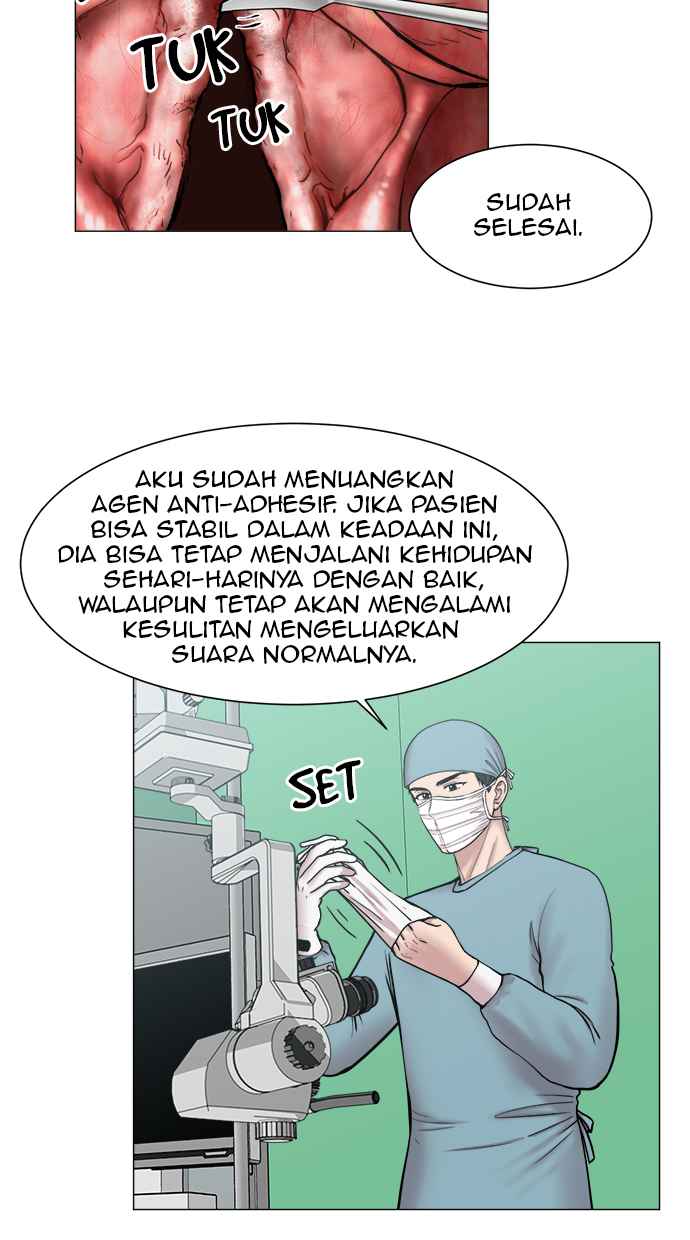 TUK
TUK
SUDAH
SELESAI.
AKU SUDAH MENUANGKAN
AGEN ANTI-ADHESIF. JIKA PASIEN
BISA STABIL DALAM KEADAAN INI,
DIA BISA TETAP MENJALANI KEHIDUPAN
SEHARI-HARINYA DENGAN BAIK,
WALAUPUN TETAP AKAN MENGALAMI
KESULITAN MENGELUARKAN
SUARA NORMALNYA.
SET